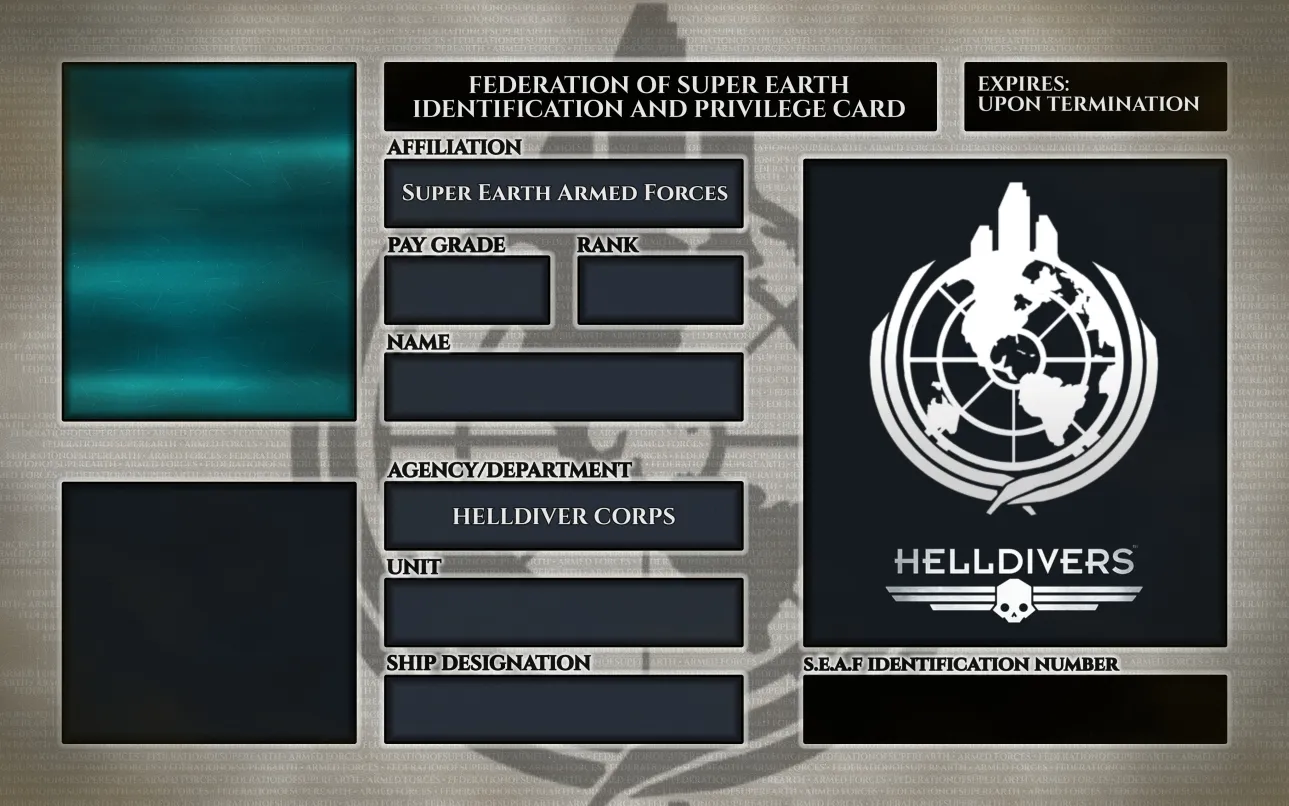 FEDERATION OF SUPER EARTH
IDENTIFICATION AND PRIVILEGE CARD
EXPIRES:
UPON TERMINATION
AFFILIATION
SUPER EARTH ARMED FORCES
PAY GRADE
RANK
NAME
AGENCY/DEPARTMENT
HELLDIVER CORPS
UNIT
SHIP DESIGNATION
HELLDIVERS
S.E.A.F IDENTIFICATION NUMBER